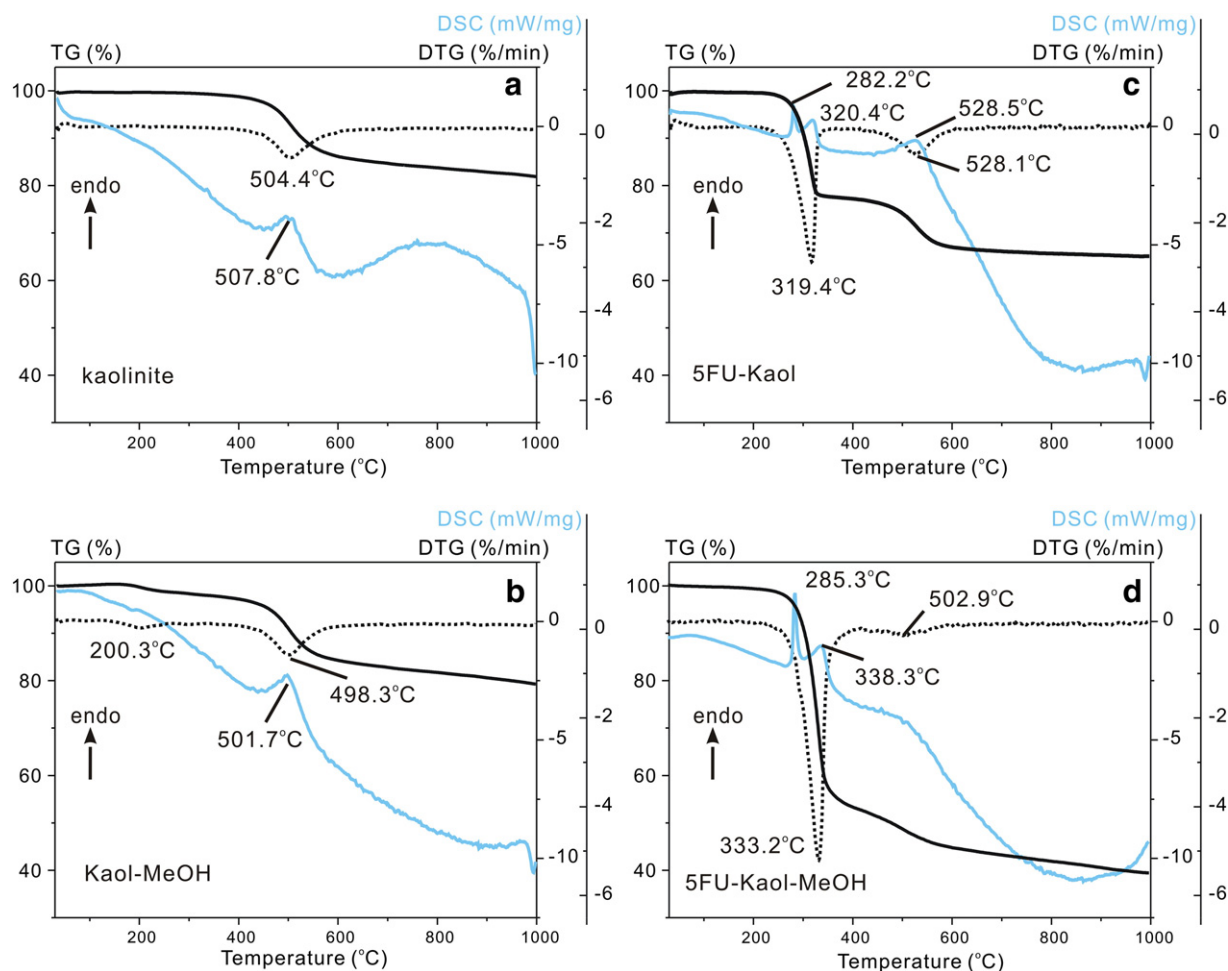 DSC (mW/mg)
TG (%) DTG (%/min)
a
100
80
60
40
0
-5
-10
0
-2
-4
-6
endo
504.4°C
507.8°C
kaolinite
200 400 600 800 1000
Temperature (°C)
DSC (mW/mg)
TG (%) DTG (%/min)
c
100
80
60
40
0
-5
-10
0
-2
-4
-6
282.2°C
320.4°C
528.5°C
528.1°C
endo
319.4°C
5FU-Kaol
200 400 600 800 1000
Temperature (°C)
DSC (mW/mg)
TG (%) DTG (%/min)
b
100
80
60
40
0
-5
-10
0
-2
-4
-6
200.3°C
498.3°C
endo
501.7°C
Kaol-MeOH
200 400 600 800 1000
Temperature (°C)
DSC (mW/mg)
TG (%) DTG (%/min)
d
100
80
60
40
0
-5
-10
0
-2
-4
-6
285.3°C
502.9°C
338.3°C
endo
333.2°C
5FU-Kaol-MeOH
200 400 600 800 1000
Temperature (°C)